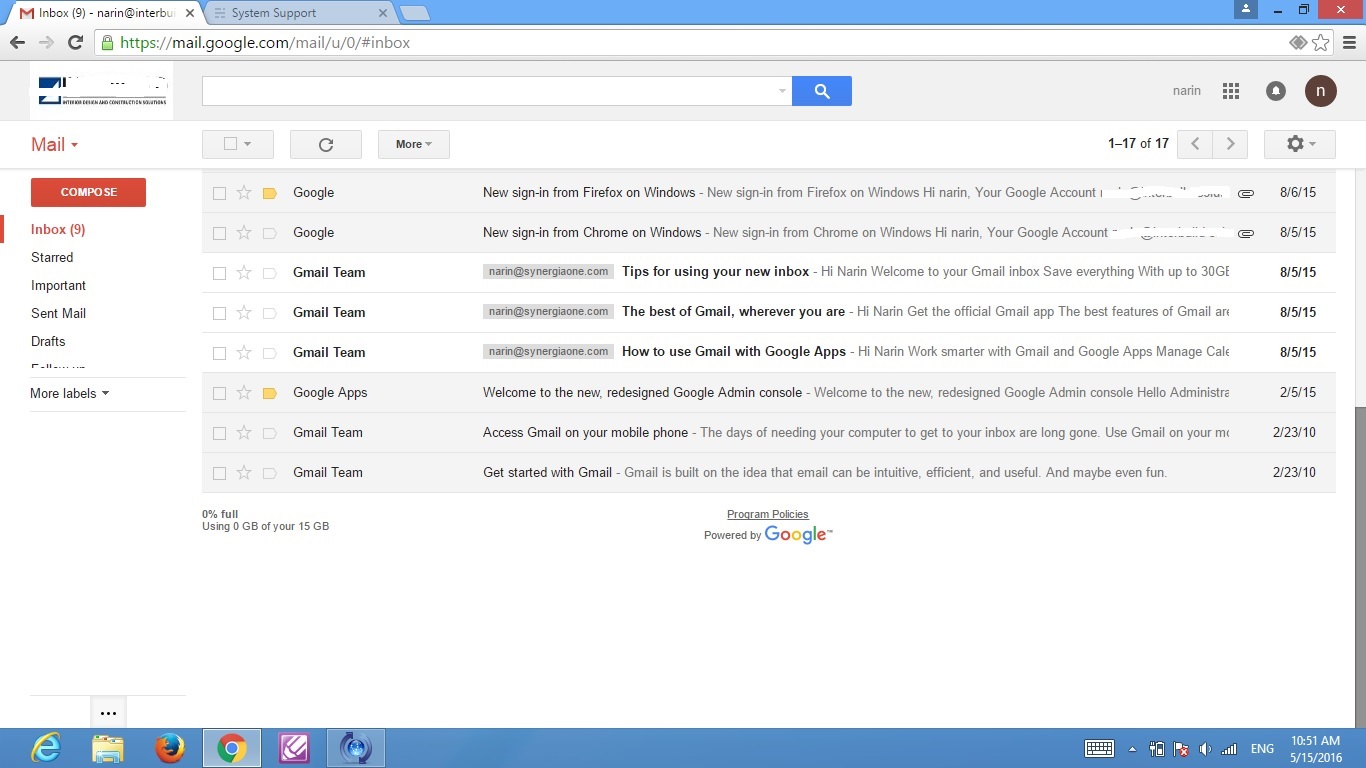 Inbox (9) - narin@interbu
System Support
https://mail.google.com/mail/u/0/#inbox
INTERIOR DESIGN AND CONSTRUCTION SOLUTIONS
narin
n
Mail
More
1–17 of 17
COMPOSE
Inbox (9)
Starred
Important
Sent Mail
Drafts
Follow up
More labels
Google New sign-in from Firefox on Windows - New sign-in from Firefox on Windows Hi narin, Your Google Account 8/6/15
Google New sign-in from Chrome on Windows - New sign-in from Chrome on Windows Hi narin, Your Google Account 8/5/15
Gmail Team narin@synergiaone.com Tips for using your new inbox - Hi Narin Welcome to your Gmail inbox Save everything With up to 30GB 8/5/15
Gmail Team narin@synergiaone.com The best of Gmail, wherever you are - Hi Narin Get the official Gmail app The best features of Gmail are 8/5/15
Gmail Team narin@synergiaone.com How to use Gmail with Google Apps - Hi Narin Work smarter with Gmail and Google Apps Manage Cale 8/5/15
Google Apps Welcome to the new, redesigned Google Admin console - Welcome to the new, redesigned Google Admin console Hello Administra 2/5/15
Gmail Team Access Gmail on your mobile phone - The days of needing your computer to get to your inbox are long gone. Use Gmail on your mo 2/23/10
Gmail Team Get started with Gmail - Gmail is built on the idea that email can be intuitive, efficient, and useful. And maybe even fun. 2/23/10
0% full
Using 0 GB of your 15 GB
Program Policies
Powered by Google™
ENG
10:51 AM
5/15/2016